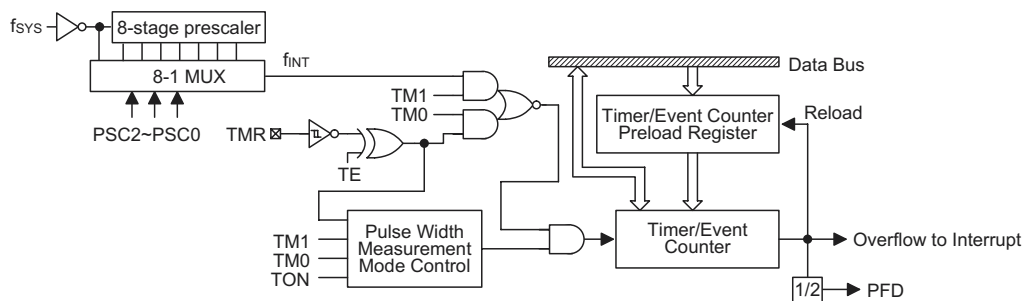 fSYS
8-stage prescaler
8-1 MUX
fINT
PSC2~PSC0
TM1
TM0
TMR
TE
Data Bus
Timer/Event Counter
Preload Register
Reload
TM1
TM0
TON
Pulse Width
Measurement
Mode Control
Timer/Event
Counter
Overflow to Interrupt
1/2
PFD